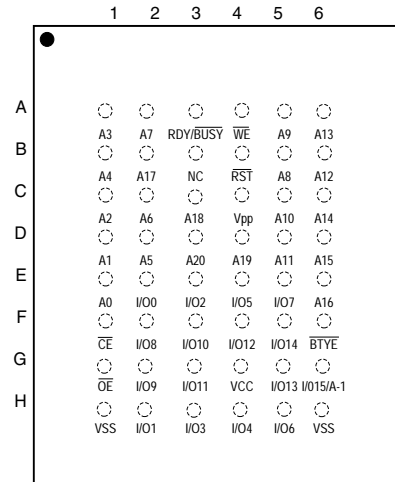 1 2 3 4 5 6
A
A3 A7 RDY/BUSY WE A9 A13
B
A4 A17 NC RST A8 A12
C
A2 A6 A18 Vpp A10 A14
D
A1 A5 A20 A19 A11 A15
E
A0 I/O0 I/O2 I/O5 I/O7 A16
F
CE I/O8 I/O10 I/O12 I/O14 BTYE
G
OE I/O9 I/O11 VCC I/O13 I/015/A-1
H
VSS I/O1 I/O3 I/O4 I/O6 VSS